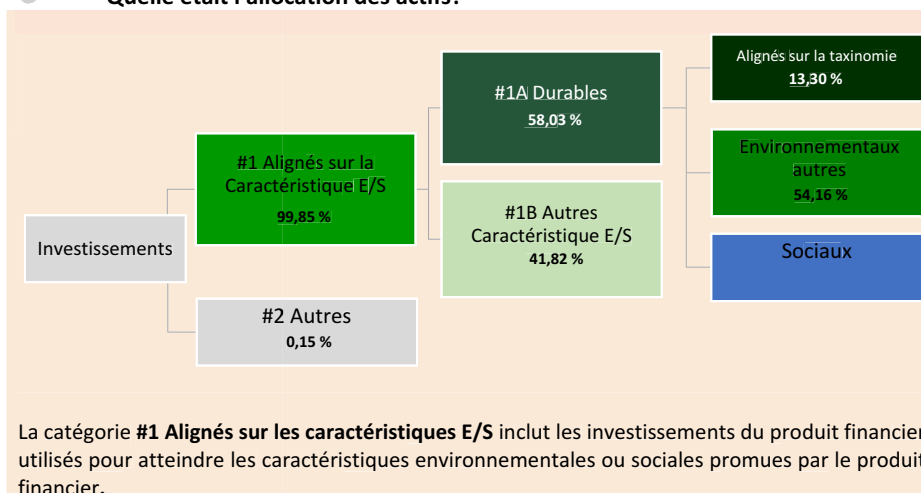 Quelle était l'allocation des actifs?
Investissements
#1 Alignés sur la
Caractéristique E/S
99,85 %
#2 Autres
0,15 %
#1A Durables
58,03 %
#1B Autres
Caractéristique E/S
41,82 %
Alignés sur la taxinomie
13,30 %
Environnementaux
autres
54,16 %
Sociaux
La catégorie #1 Alignés sur les caractéristiques E/S inclut les investissements du produit financier
utilisés pour atteindre les caractéristiques environnementales ou sociales promues par le produit
financier.